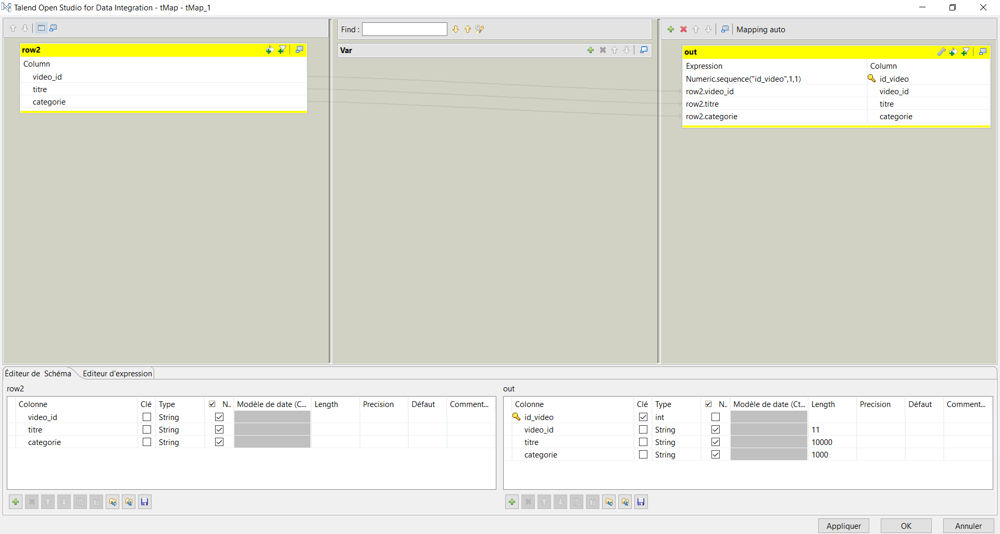 Talend Open Studio for Data Integration - tMap - tMap_1
Find :
Mapping auto
row2
Column
video_id
titre
categorie
Var
out
Expression Column
Numeric.sequence("id_video",1,1) id_video
row2.video_id video_id
row2.titre titre
row2.categorie categorie
Éditeur de Schéma Editeur d'expression
row2
Colonne Clé Type N.. Modèle de date (C... Length Precision Défaut Comment...
video_id String
titre String
categorie String
out
Colonne Clé Type N.. Modèle de date (Ct... Length Precision Défaut Comment...
id_video int
video_id String 11
titre String 10000
categorie String 1000
Appliquer OK Annuler